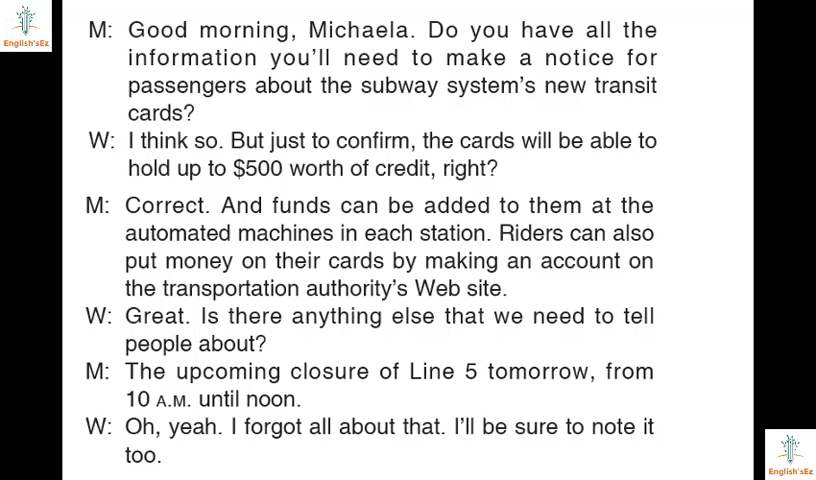 English'sEz
M: Good morning, Michaela. Do you have all the
information you'll need to make a notice for
passengers about the subway system's new transit
cards?
W: I think so. But just to confirm, the cards will be able to
hold up to $500 worth of credit, right?
M: Correct. And funds can be added to them at the
automated machines in each station. Riders can also
put money on their cards by making an account on
the transportation authority's Web site.
W: Great. Is there anything else that we need to tell
people about?
M: The upcoming closure of Line 5 tomorrow, from
10 A.M. until noon.
W: Oh, yeah. I forgot all about that. I'll be sure to note it
too.
English'sEz